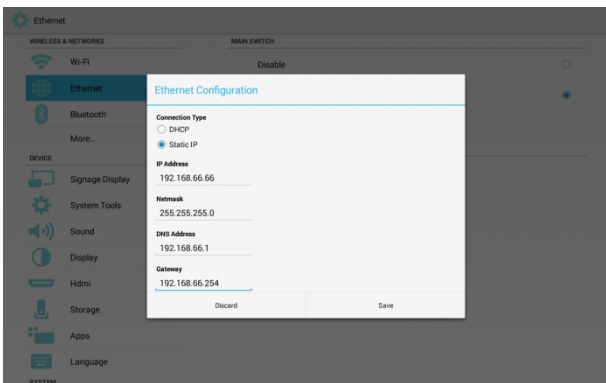 Ethernet
WIRELESS & NETWORKS
MAIN SWITCH
Wi-Fi
Disable
Ethernet
Bluetooth
More...
DEVICE
Signage Display
System Tools
Sound
Display
Hdmi
Storage
Apps
Language
SYSTEM
Ethernet Configuration
Connection Type
DHCP
Static IP
IP Address
192.168.66.66
Netmask
255.255.255.0
DNS Address
192.168.66.1
Gateway
192.168.66.254
Discard
Save